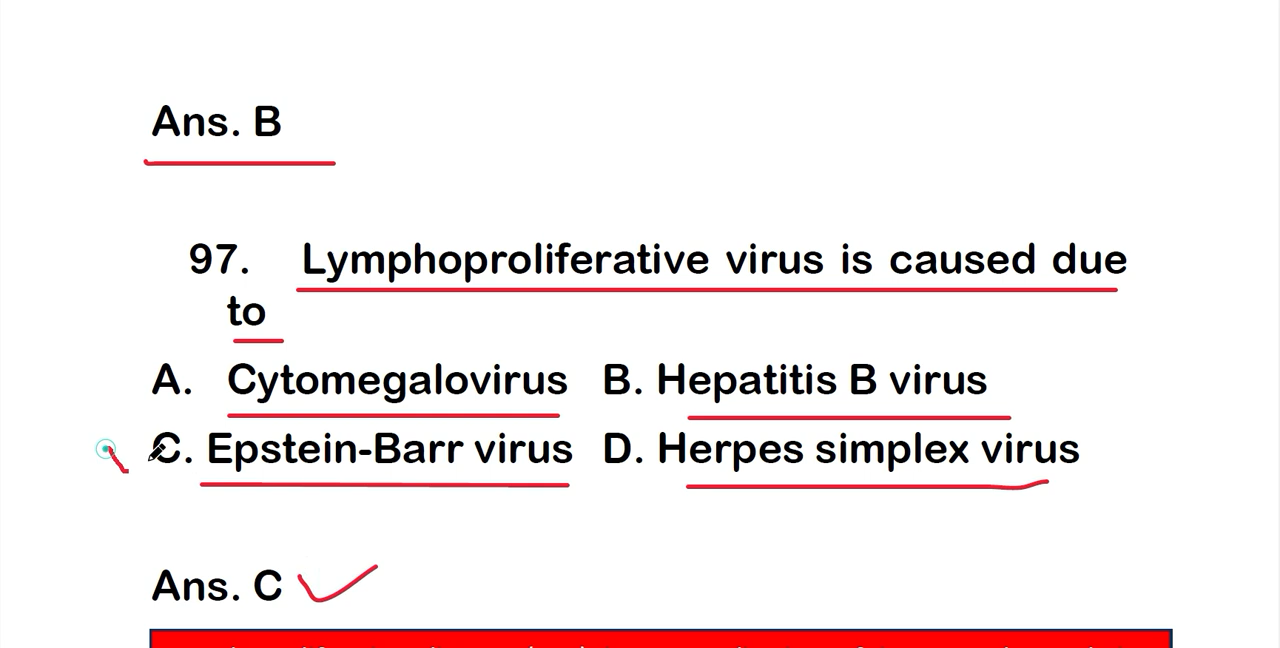 Ans. B
97. Lymphoproliferative virus is caused due
to
A. Cytomegalovirus B. Hepatitis B virus
C. Epstein-Barr virus D. Herpes simplex virus
Ans. C